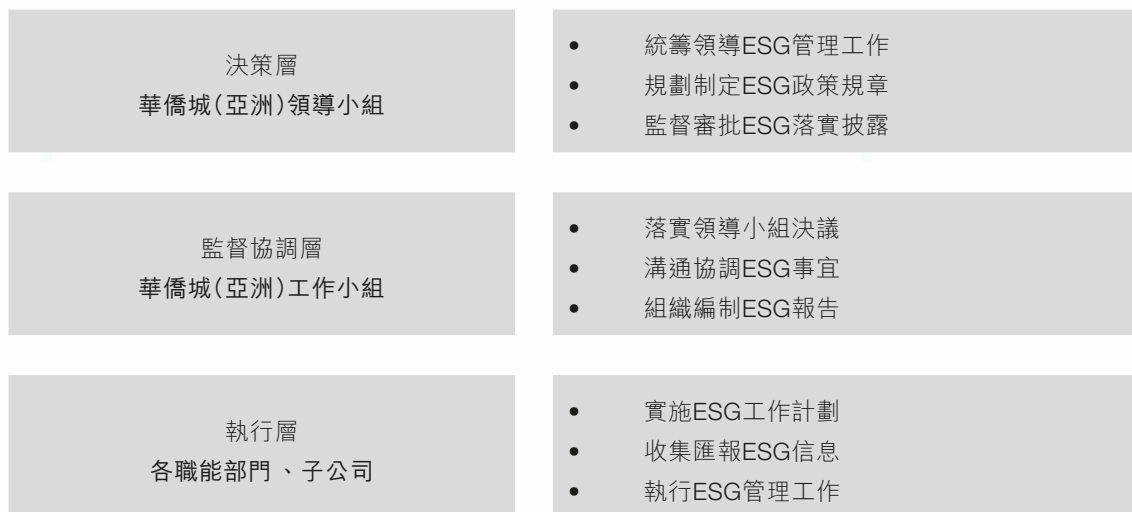 決策層
華僑城(亞洲)領導小組
• 統籌領導ESG管理工作
• 規劃制定ESG政策規章
• 監督審批ESG落實披露
監督協調層
華僑城(亞洲)工作小組
• 落實領導小組決議
• 溝通協調ESG事宜
• 組織編制ESG報告
執行層
各職能部門、子公司
• 實施ESG工作計劃
• 收集匯報ESG信息
• 執行ESG管理工作